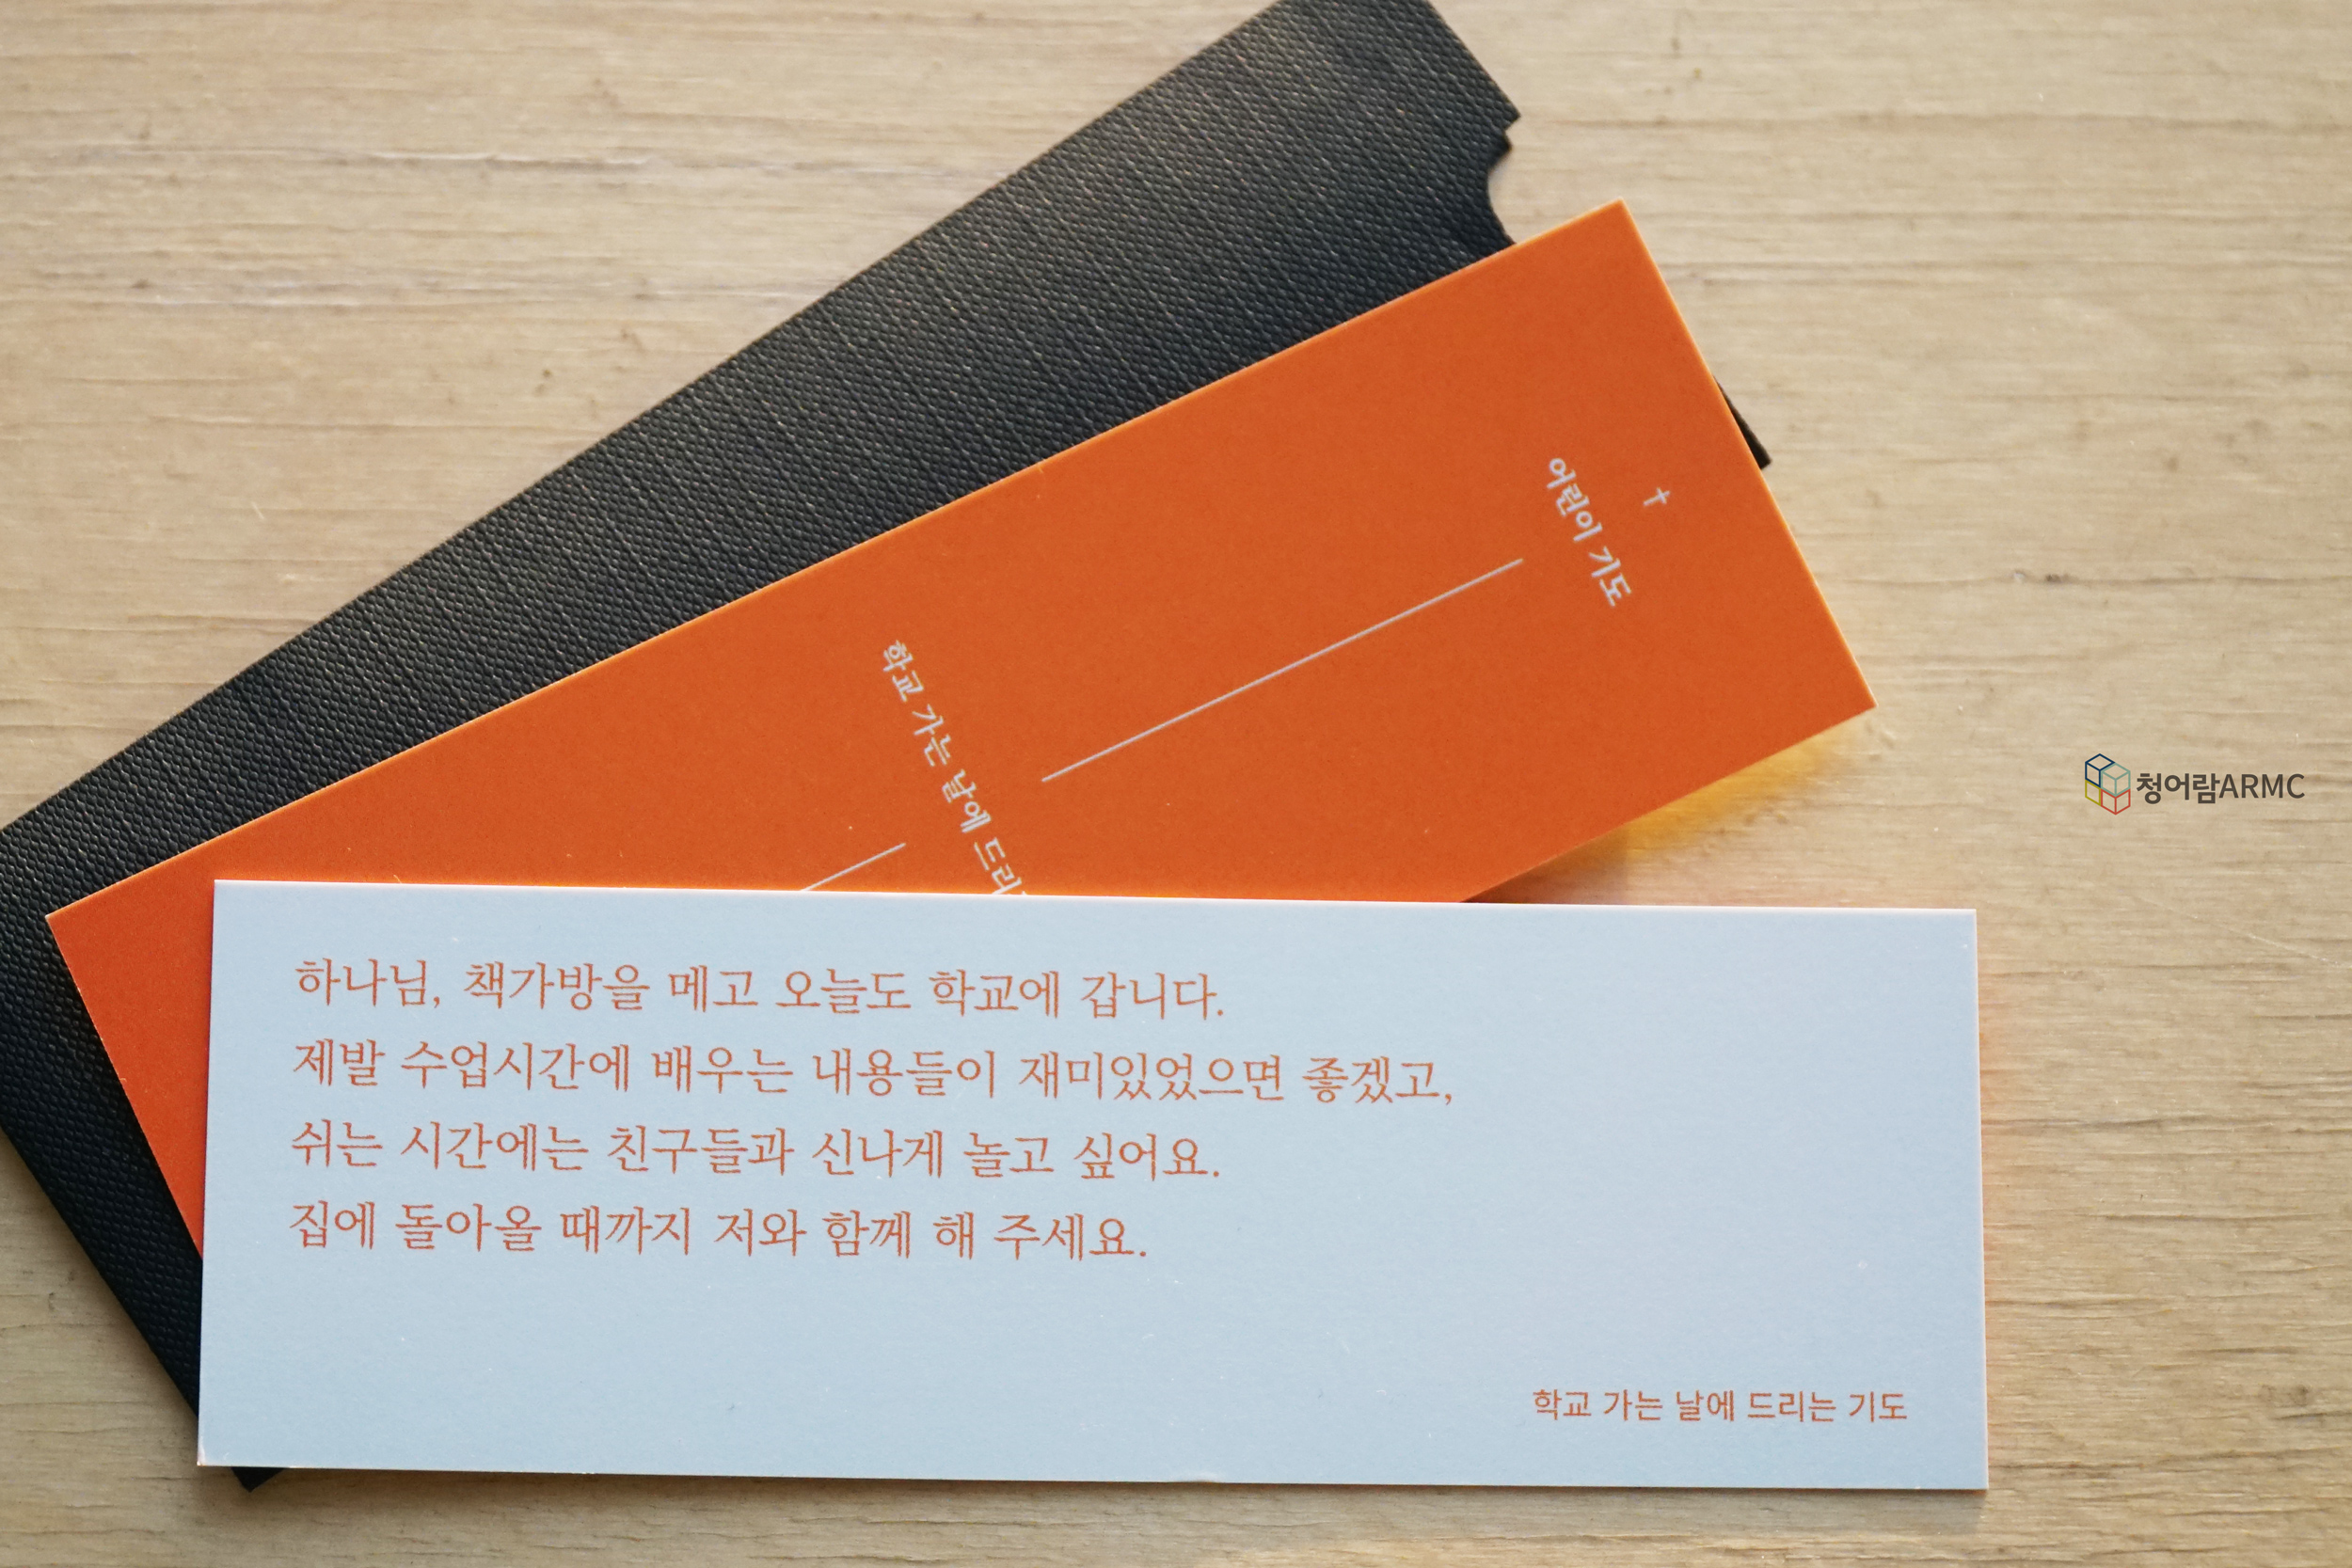 어린이 기도
학교 가는 날에
하나님, 책가방을 메고 오늘도 학교에 갑니다.
제발 수업시간에 배우는 내용들이 재미있었으면 좋겠고,
쉬는 시간에는 친구들과 신나게 놀고 싶어요.
집에 돌아올 때까지 저와 함께 해 주세요.
학교 가는 날에 드리는 기도
청어람ARMC